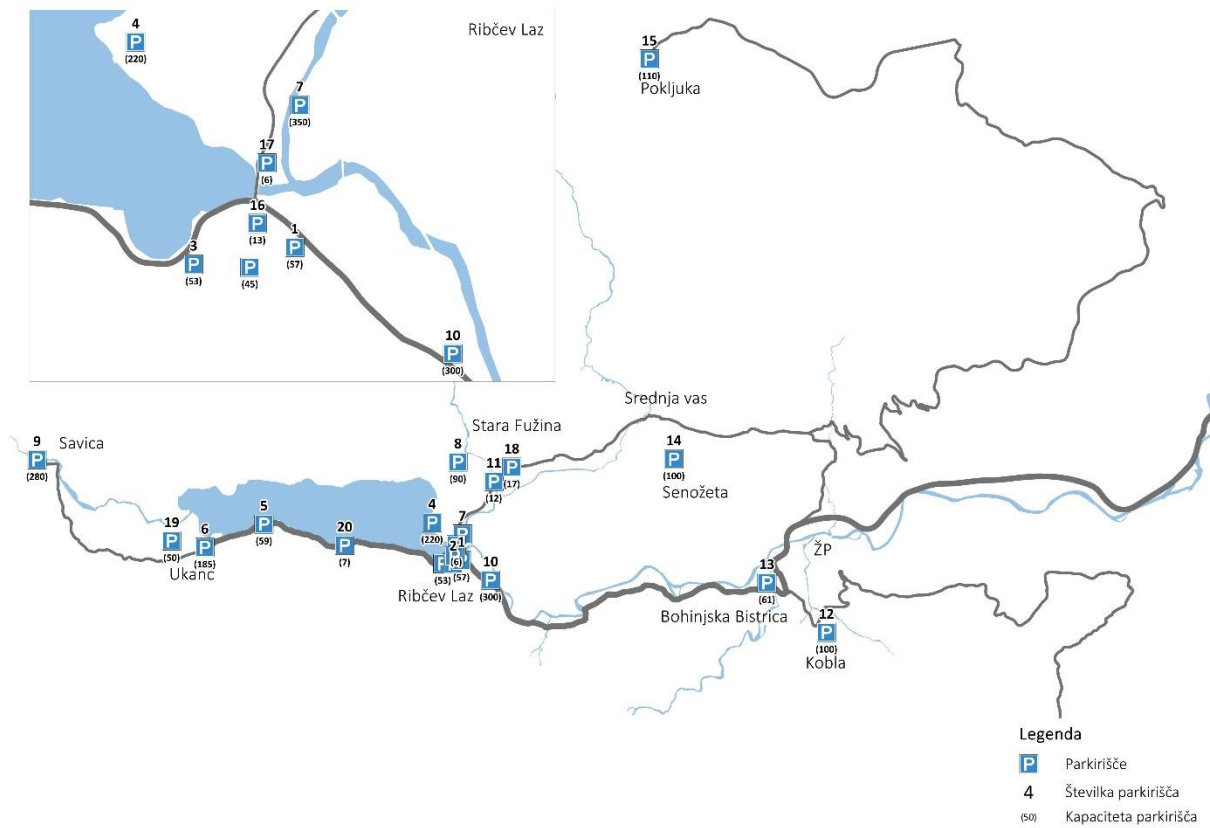 Ribčev Laz
4
P
(220)
7
P
(350)
17
P
(6)
16
P
(13)
1
P
(57)
3
P
(53)
P
(45)
10
P
(300)
15
P
(110)
Pokljuka
Srednja vas
Stara Fužina
9
P
(280)
Savica
8
P
(90)
11
P
(12)
18
P
(17)
14
P
(100)
Senožeta
19
P
(50)
6
P
(185)
Ukanc
5
P
(59)
20
P
(7)
4
P
(220)
7
P
2
1
(6)
(53)
(57)
Ribčev Laz
10
P
(300)
13
P
(61)
Bohinjska Bistrica
ŽP
12
P
(100)
Kobla
Legenda
P Parkirišče
4 Številka parkirišča
(50) Kapaciteta parkirišča